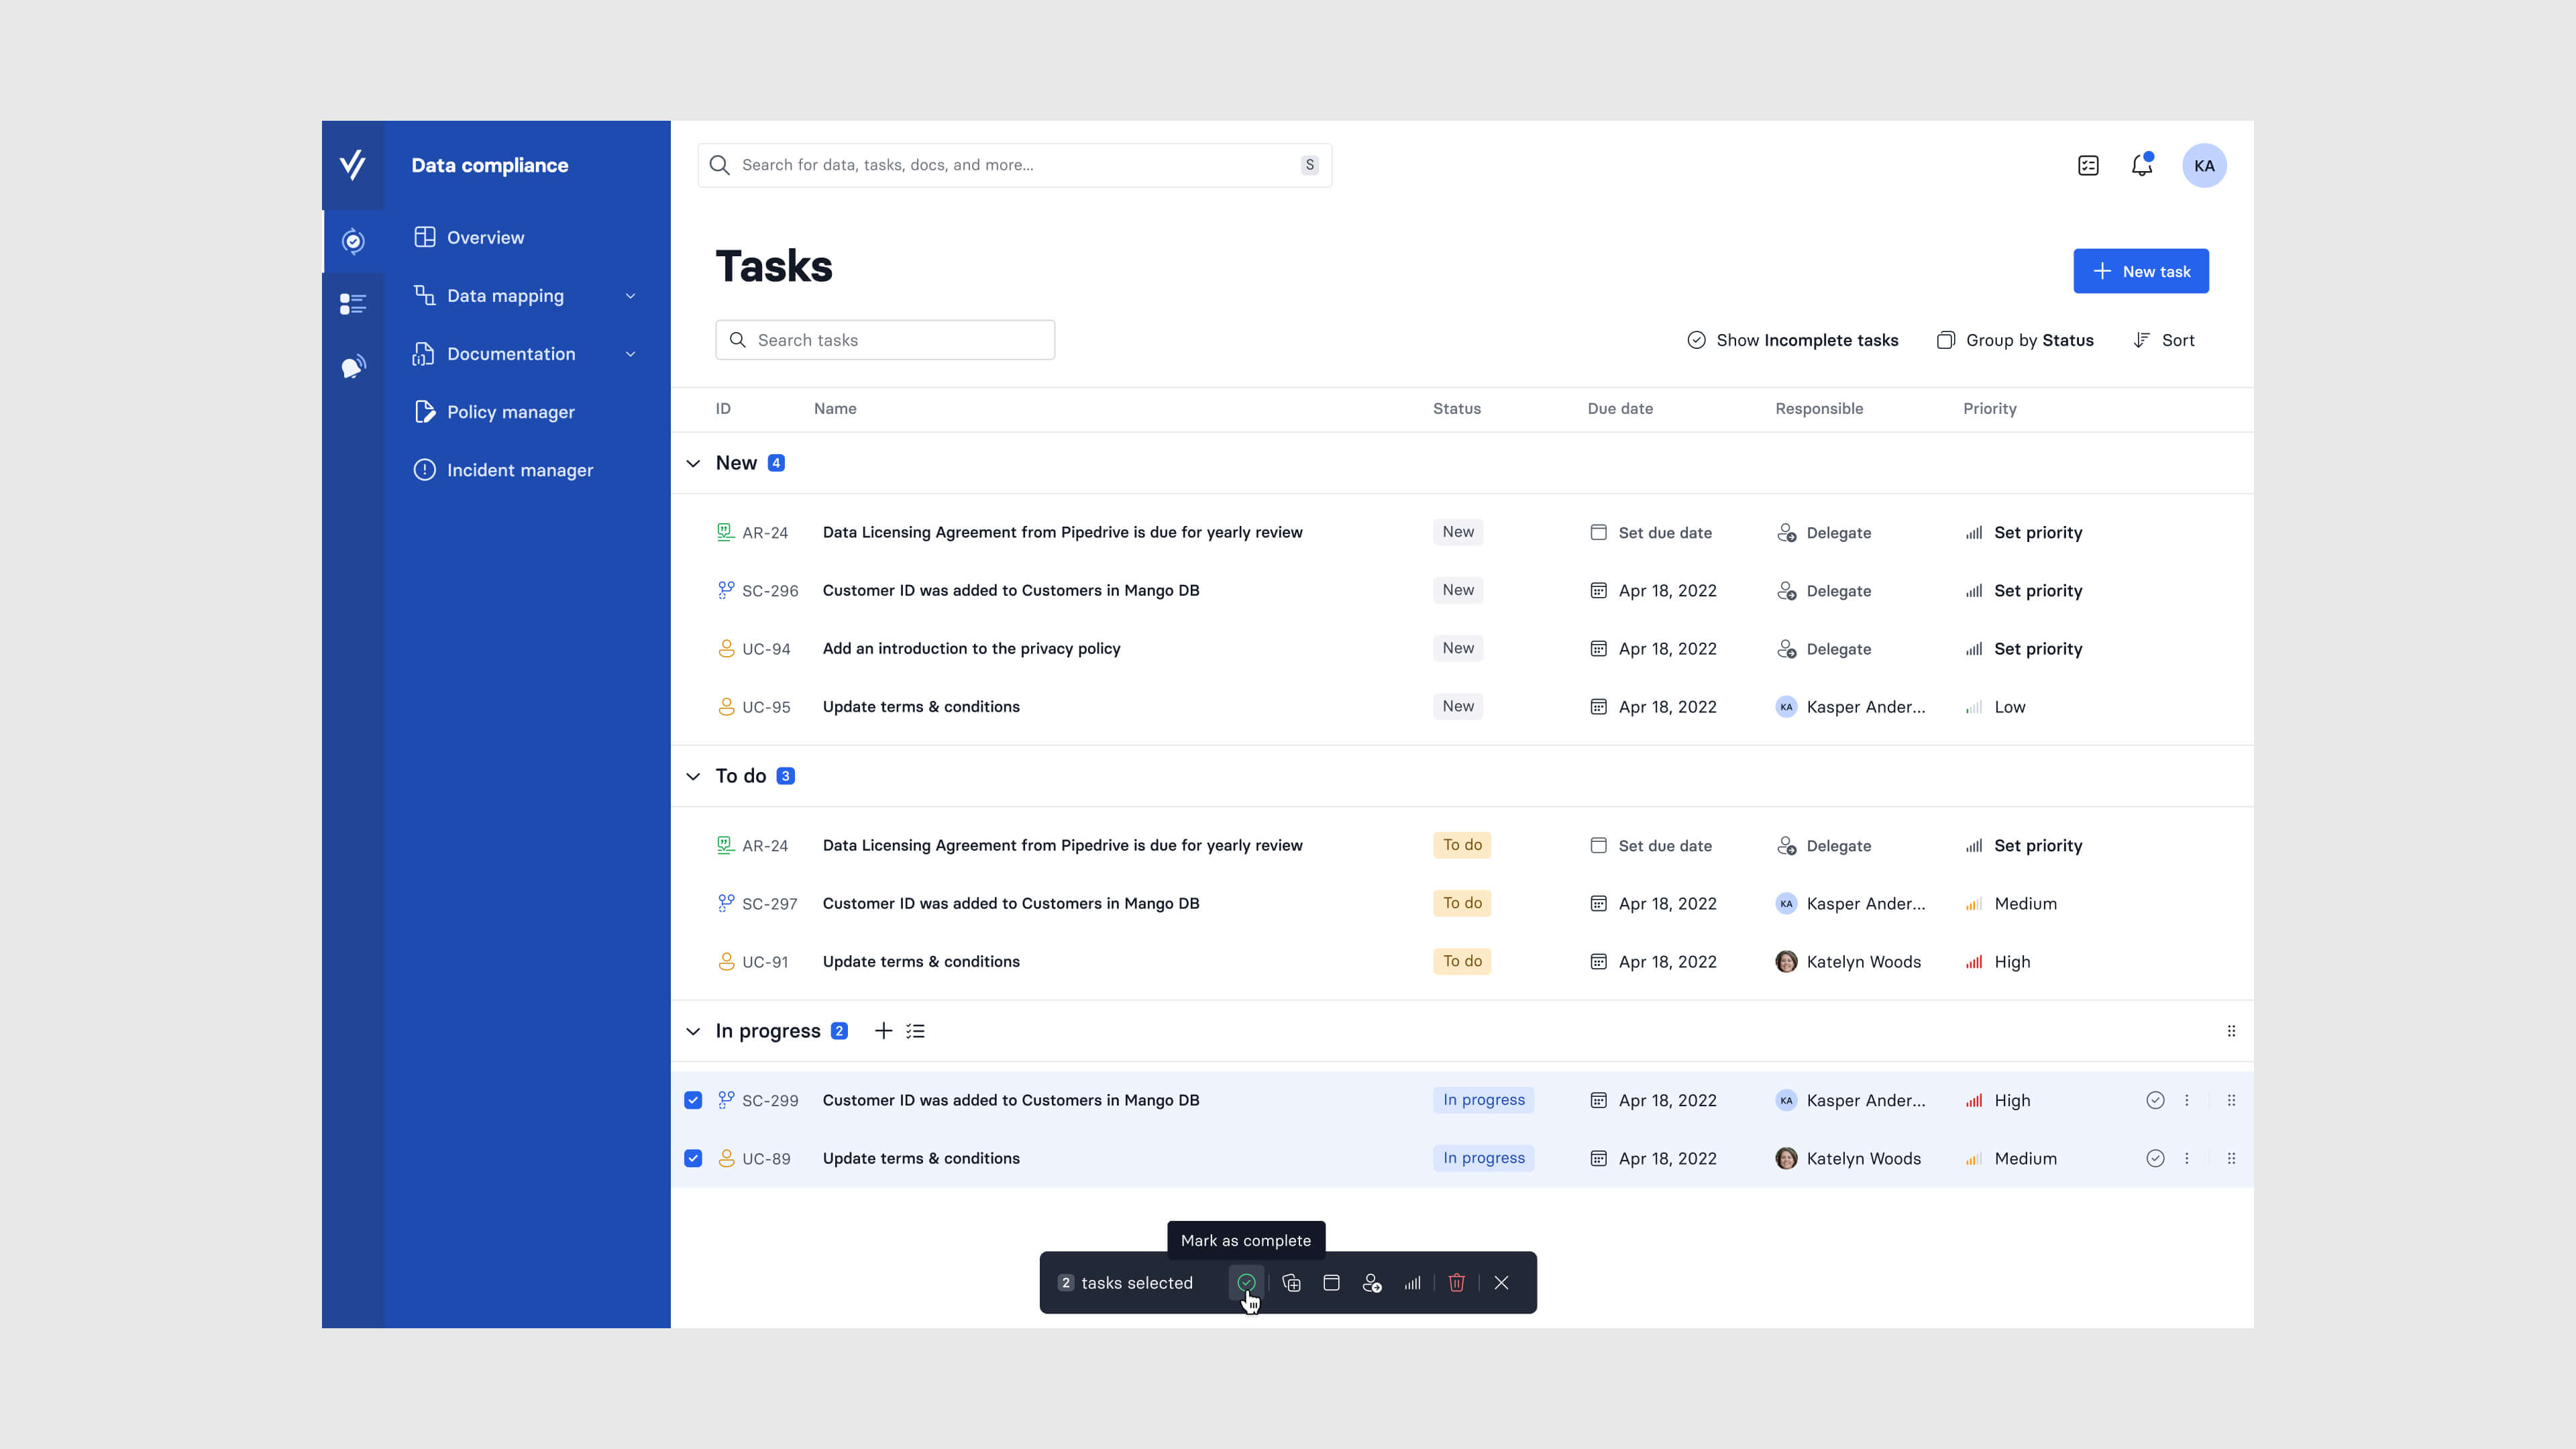 Data compliance
Overview
Data mapping
Documentation
Policy manager
Incident manager
Search for data, tasks, docs, and more... S
KA
Tasks
New task
Search tasks
Show Incomplete tasks Group by Status Sort
ID Name Status Due date Responsible Priority
New 4
AR-24 Data Licensing Agreement from Pipedrive is due for yearly review New Set due date Delegate Set priority
SC-296 Customer ID was added to Customers in Mango DB New Apr 18, 2022 Delegate Set priority
UC-94 Add an introduction to the privacy policy New Apr 18, 2022 Delegate Set priority
UC-95 Update terms & conditions New Apr 18, 2022 KA Kasper Ander... Low
To do 3
AR-24 Data Licensing Agreement from Pipedrive is due for yearly review To do Set due date Delegate Set priority
SC-297 Customer ID was added to Customers in Mango DB To do Apr 18, 2022 KA Kasper Ander... Medium
UC-91 Update terms & conditions To do Apr 18, 2022 Katelyn Woods High
In progress 2
SC-299 Customer ID was added to Customers in Mango DB In progress Apr 18, 2022 KA Kasper Ander... High
UC-89 Update terms & conditions In progress Apr 18, 2022 Katelyn Woods Medium
Mark as complete
2 tasks selected